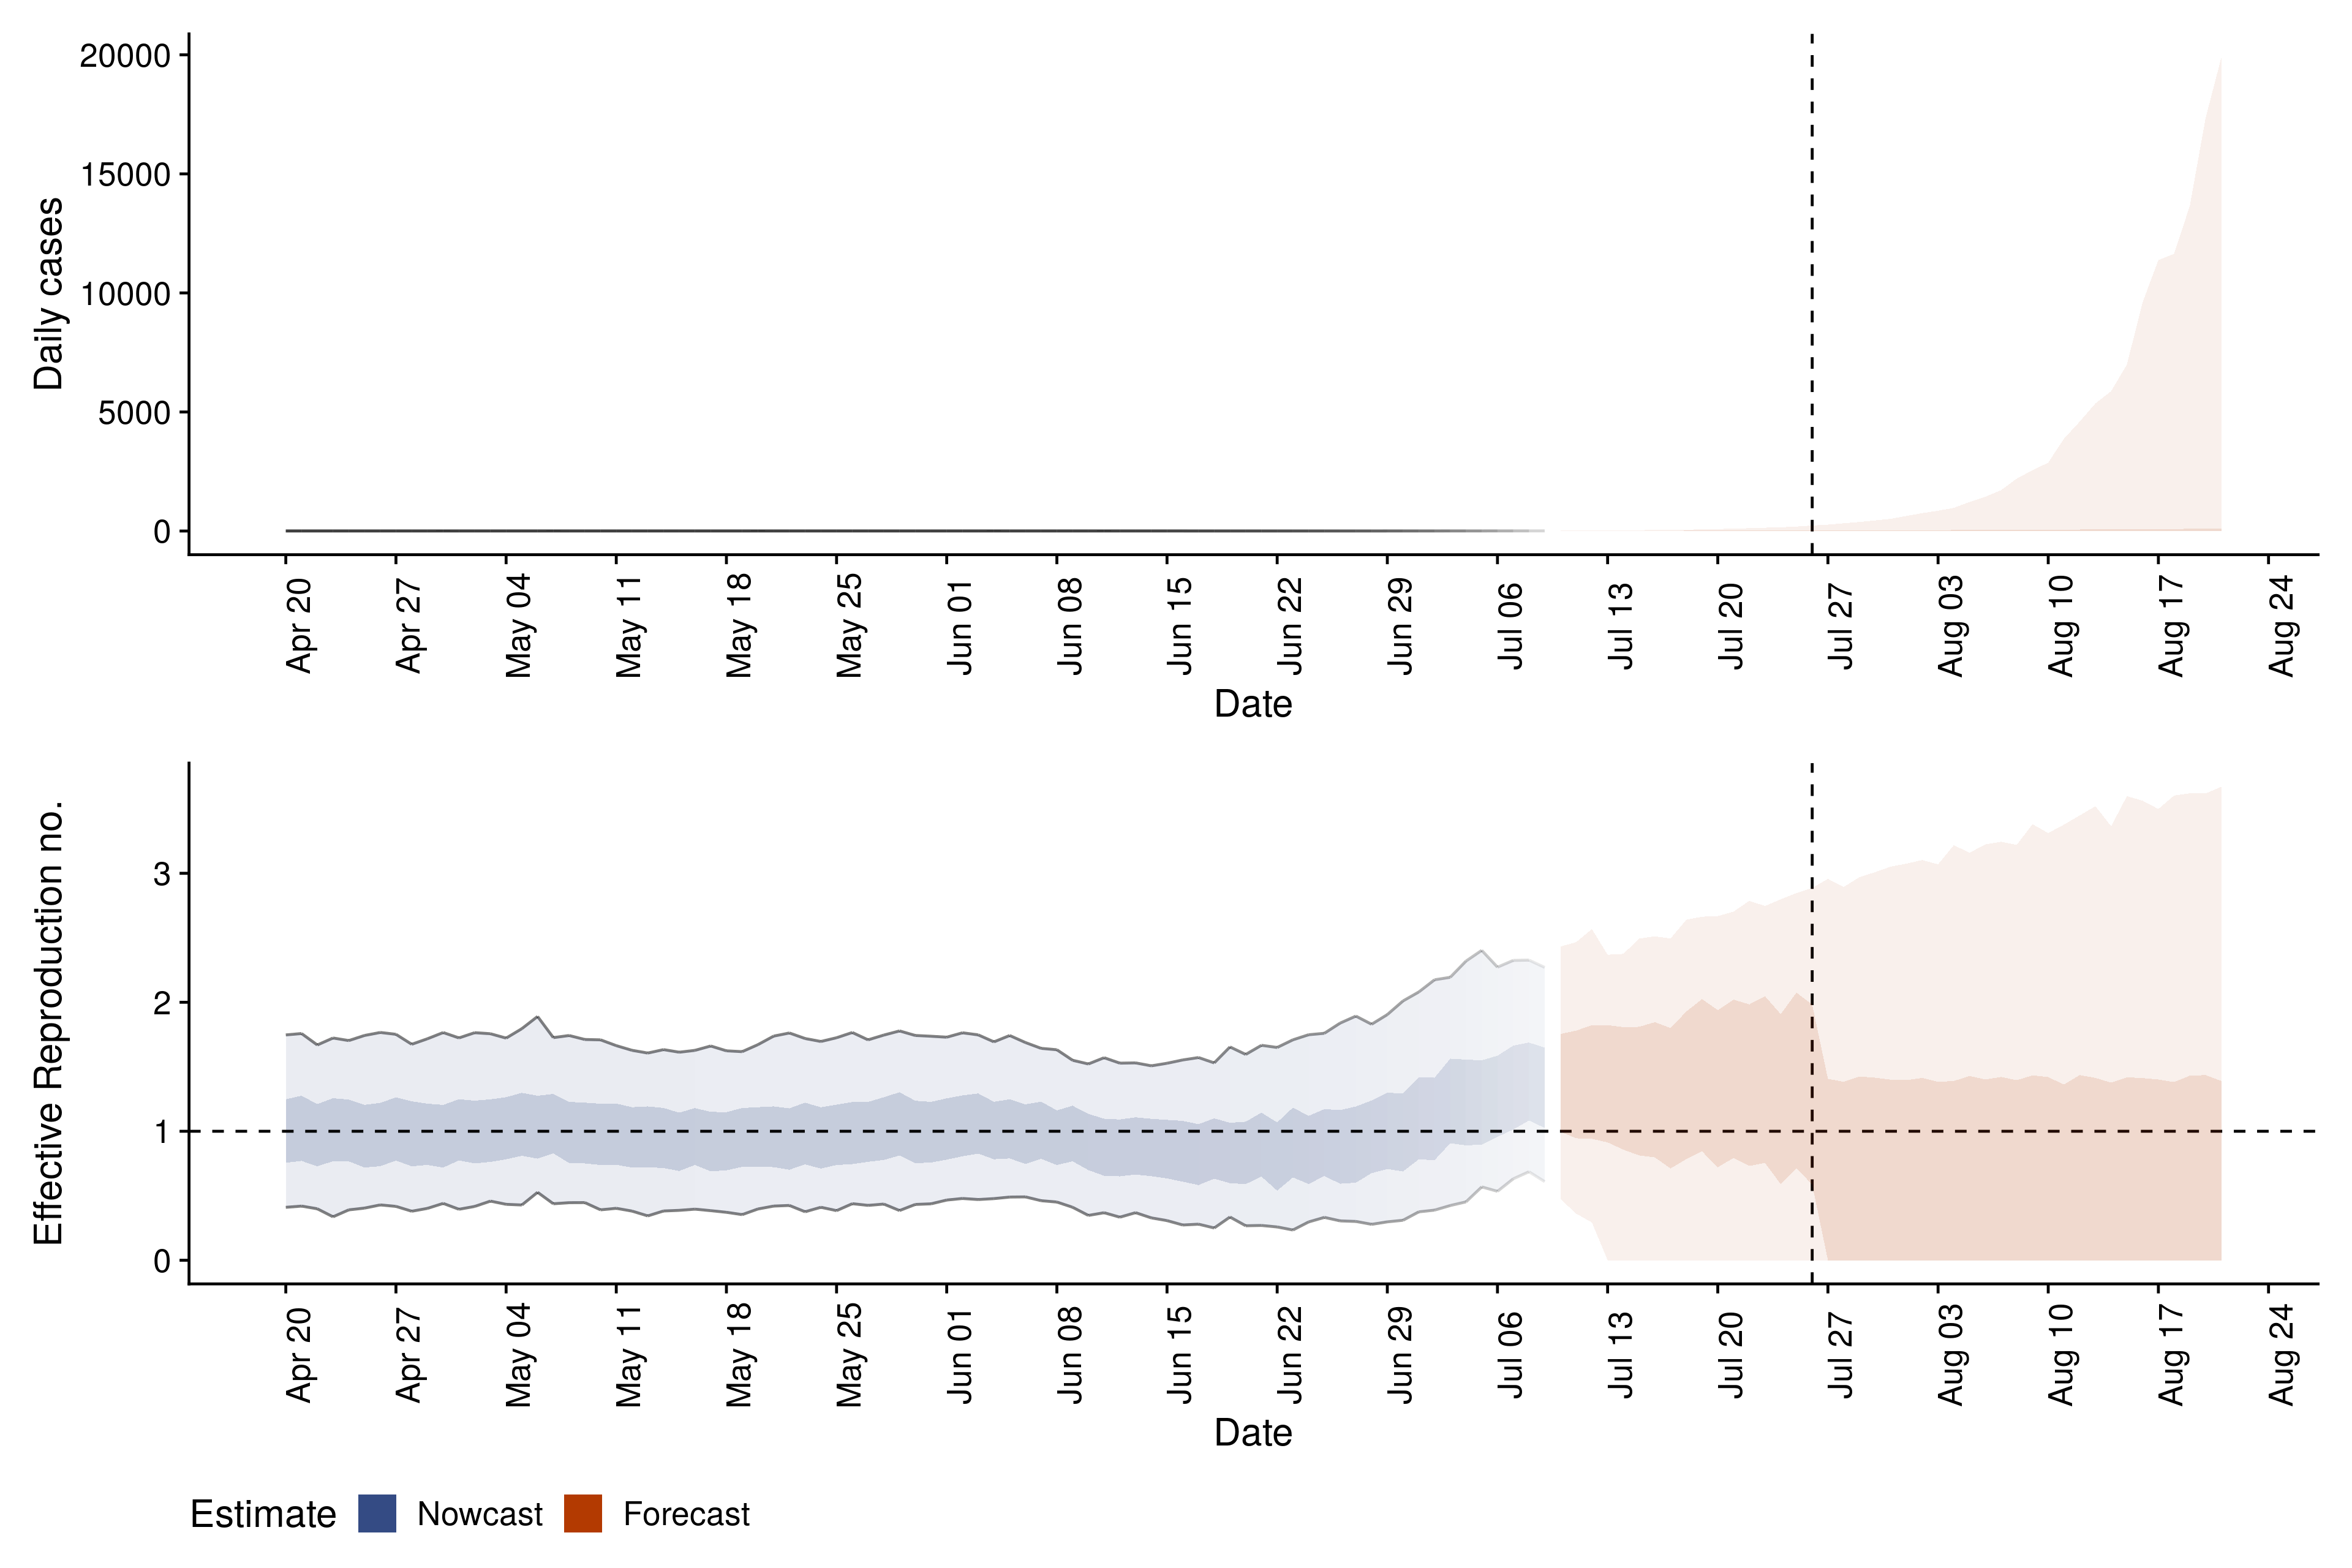 20000
15000
10000
5000
0
Daily cases
Apr 20
Apr 27
May 04
May 11
May 18
May 25
Jun 01
Jun 08
Jun 15
Jun 22
Jun 29
Jul 06
Jul 13
Jul 20
Jul 27
Aug 03
Aug 10
Aug 17
Aug 24
Date
3
2
1
0
Effective Reproduction no.
Apr 20
Apr 27
May 04
May 11
May 18
May 25
Jun 01
Jun 08
Jun 15
Jun 22
Jun 29
Jul 06
Jul 13
Jul 20
Jul 27
Aug 03
Aug 10
Aug 17
Aug 24
Date
Estimate Nowcast Forecast